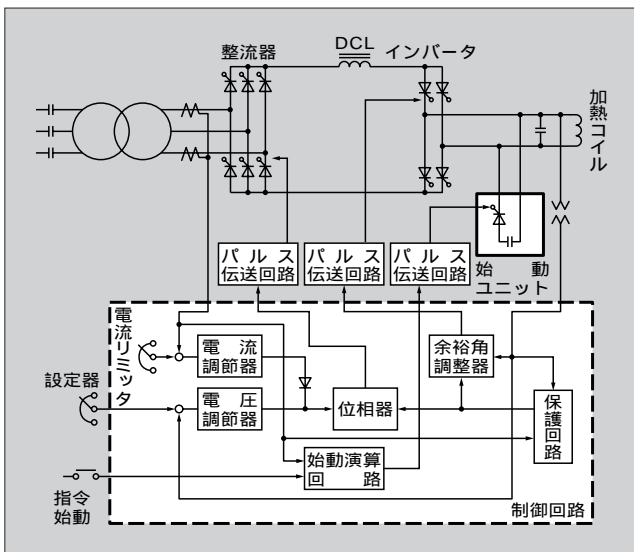 整流器
DCL
インバータ
加熱コイル
パルス
伝送回路
パルス
伝送回路
パルス
伝送回路
始動
ユニット
電流リミッタ
電流
調節器
余裕角
調整器
設定器
電圧
調節器
位相器
保護回路
始動演算
回路
指令
始動
制御回路